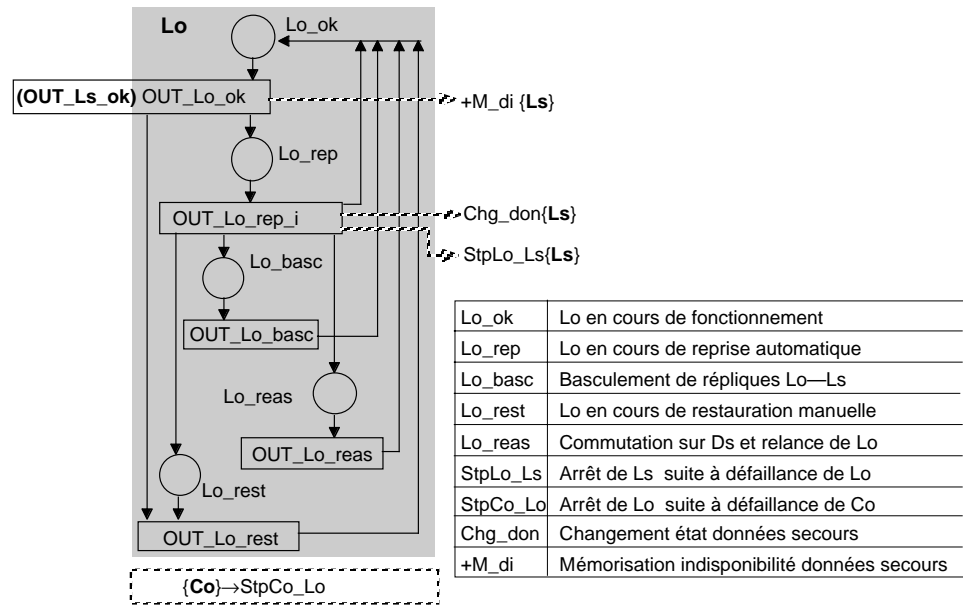 Lo
Lo_ok
(OUT_Ls_ok) OUT_Lo_ok
+M_di {Ls}
Lo_rep
OUT_Lo_rep_i
Chg_don{Ls}
StpLo_Ls{Ls}
Lo_basc
OUT_Lo_basc
Lo_reas
OUT_Lo_reas
Lo_rest
OUT_Lo_rest
{Co}→StpCo_Lo
Lo_ok Lo en cours de fonctionnement
Lo_rep Lo en cours de reprise automatique
Lo_basc Basculement de répliques Lo—Ls
Lo_rest Lo en cours de restauration manuelle
Lo_reas Commutation sur Ds et relance de Lo
StpLo_Ls Arrêt de Ls suite à défaillance de Lo
StpCo_Lo Arrêt de Lo suite à défaillance de Co
Chg_don Changement état données secours
+M_di Mémorisation indisponibilité données secours